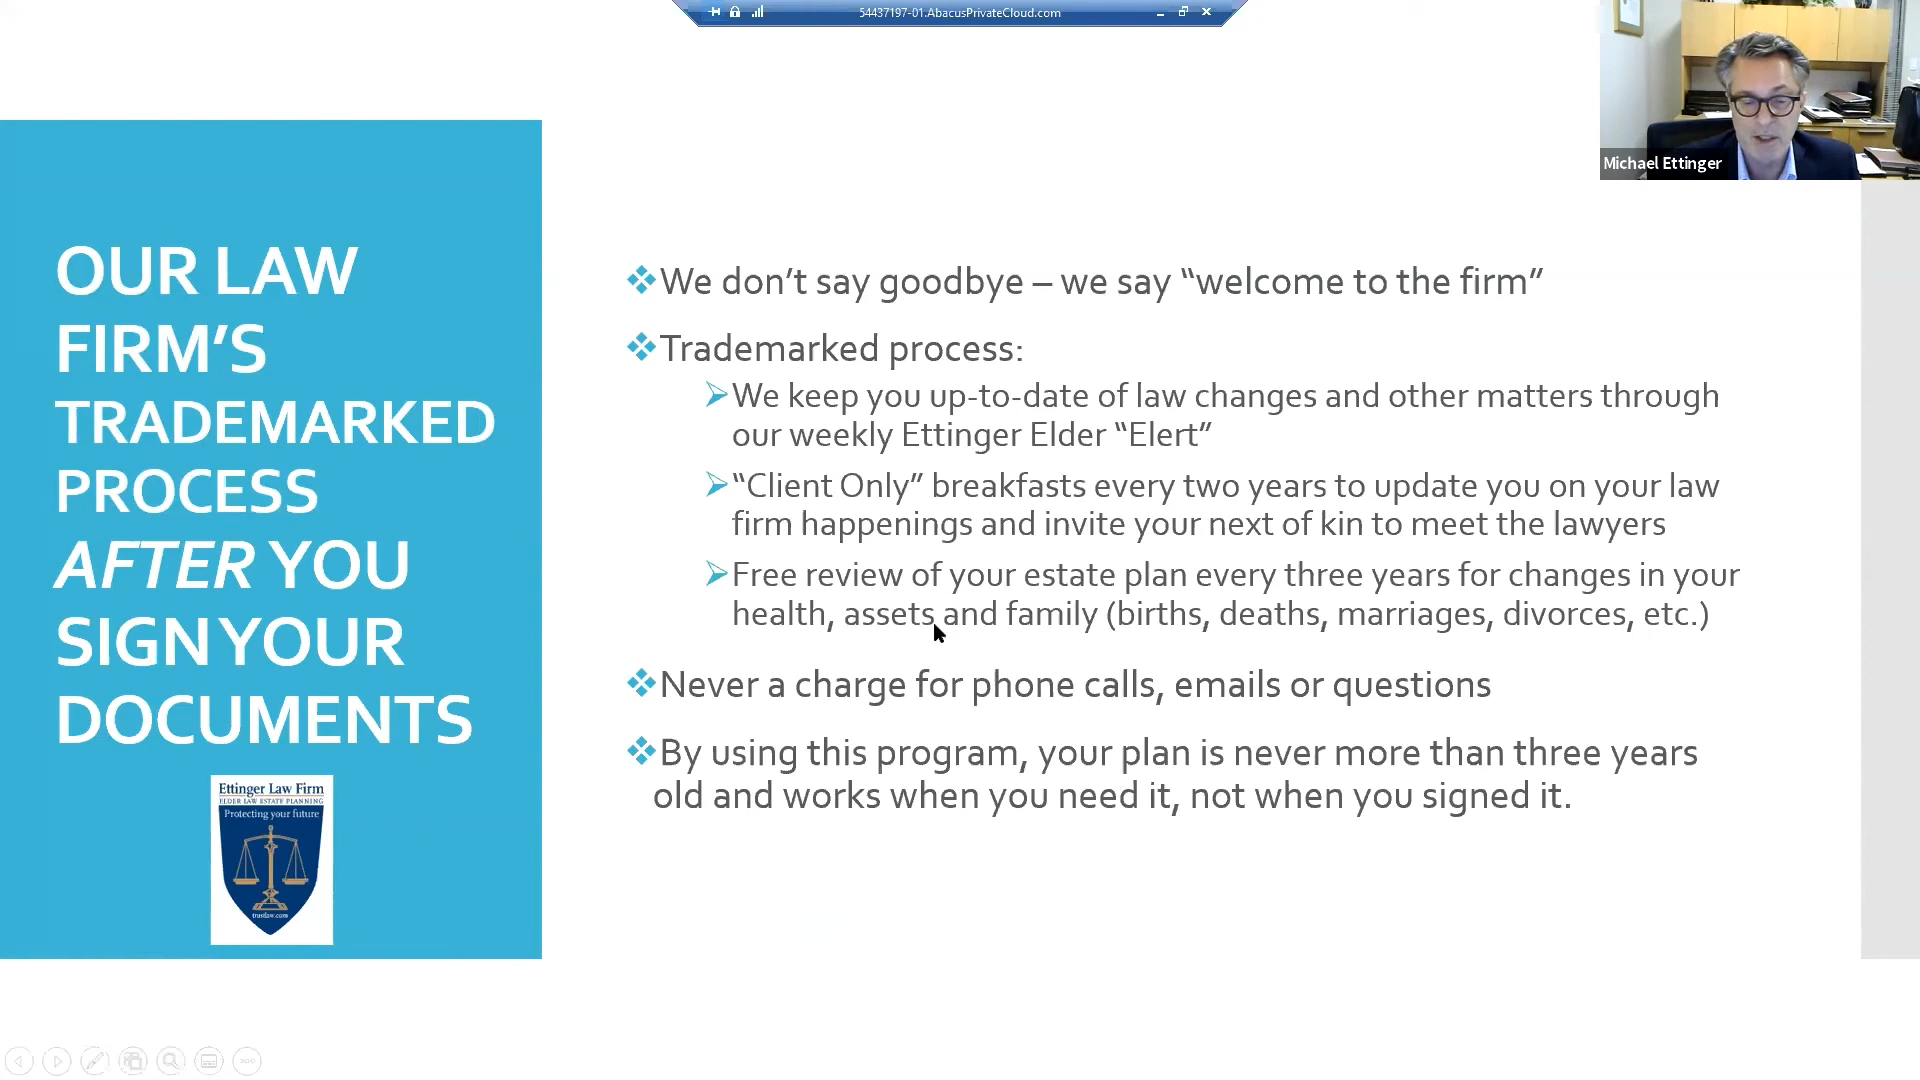 54437197-01.AbacusPrivateCloud.com
Michael Ettinger
OUR LAW
FIRM’S
TRADEMARKED
PROCESS
AFTER YOU
SIGN YOUR
DOCUMENTS
Ettinger Law Firm
ELDER LAW ESTATE PLANNING
Protecting your future
trustlaw.com
We don’t say goodbye – we say “welcome to the firm”
Trademarked process:
We keep you up-to-date of law changes and other matters through
our weekly Ettinger Elder “Elert”
“Client Only” breakfasts every two years to update you on your law
firm happenings and invite your next of kin to meet the lawyers
Free review of your estate plan every three years for changes in your
health, assets and family (births, deaths, marriages, divorces, etc.)
Never a charge for phone calls, emails or questions
By using this program, your plan is never more than three years
old and works when you need it, not when you signed it.